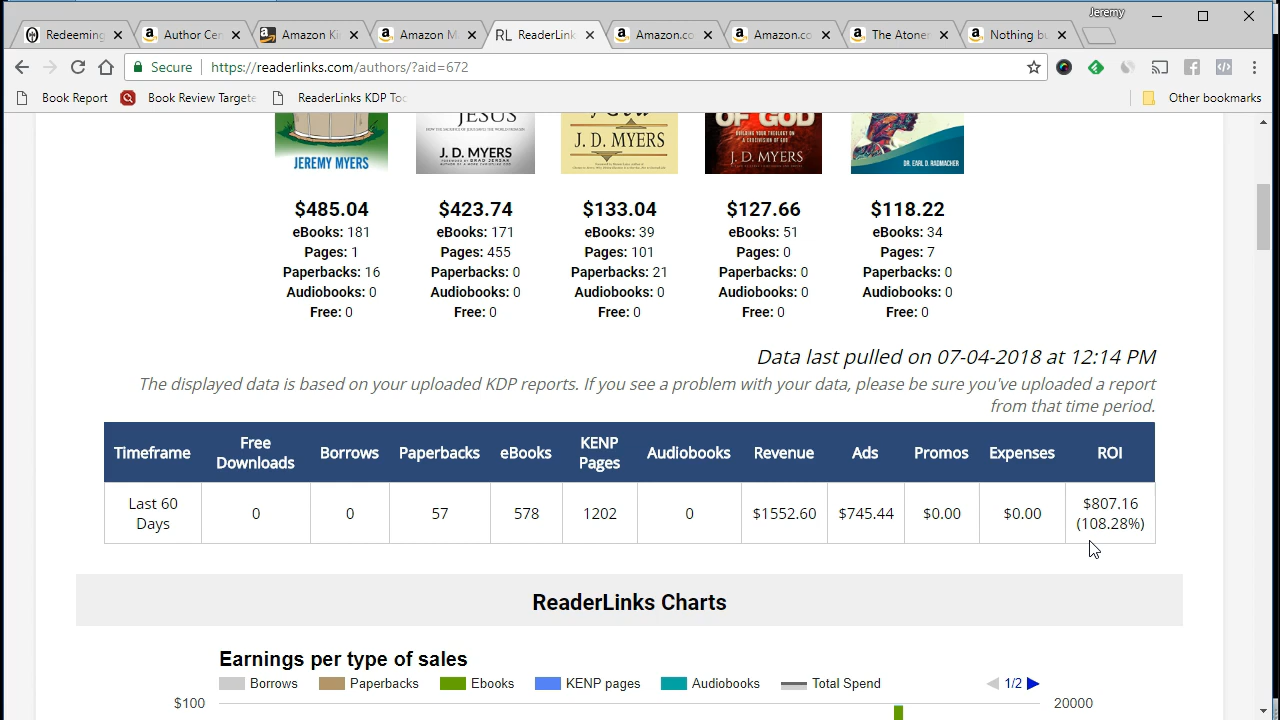 Jeremy
Redeeming
Author Cer
Amazon Ki
Amazon M
RL ReaderLink
Amazon.co
Amazon.co
The Atoner
Nothing bu
Secure https://readerlinks.com/authors/?aid=672
Book Report Book Review Targete ReaderLinks KDP Too Other bookmarks
JESUS
OF GOD
JEREMY MYERS
J. D. MYERS
J. D. MYERS
BUILDING YOUR THEOLOGY ON
A CRUCIVISION OF GOD
J. D. MYERS
DR. EARL D. RADMACHER
$485.04 $423.74 $133.04 $127.66 $118.22
eBooks: 181 eBooks: 171 eBooks: 39 eBooks: 51 eBooks: 34
Pages: 1 Pages: 455 Pages: 101 Pages: 0 Pages: 7
Paperbacks: 16 Paperbacks: 0 Paperbacks: 21 Paperbacks: 0 Paperbacks: 0
Audiobooks: 0 Audiobooks: 0 Audiobooks: 0 Audiobooks: 0 Audiobooks: 0
Free: 0 Free: 0 Free: 0 Free: 0 Free: 0
Data last pulled on 07-04-2018 at 12:14 PM
The displayed data is based on your uploaded KDP reports. If you see a problem with your data, please be sure you've uploaded a report
from that time period.
Timeframe Free Downloads Borrows Paperbacks eBooks KENP Pages Audiobooks Revenue Ads Promos Expenses ROI
Last 60 Days 0 0 57 578 1202 0 $1552.60 $745.44 $0.00 $0.00 $807.16 (108.28%)
ReaderLinks Charts
Earnings per type of sales
Borrows Paperbacks Ebooks KENP pages Audiobooks Total Spend 1/2
$100 20000